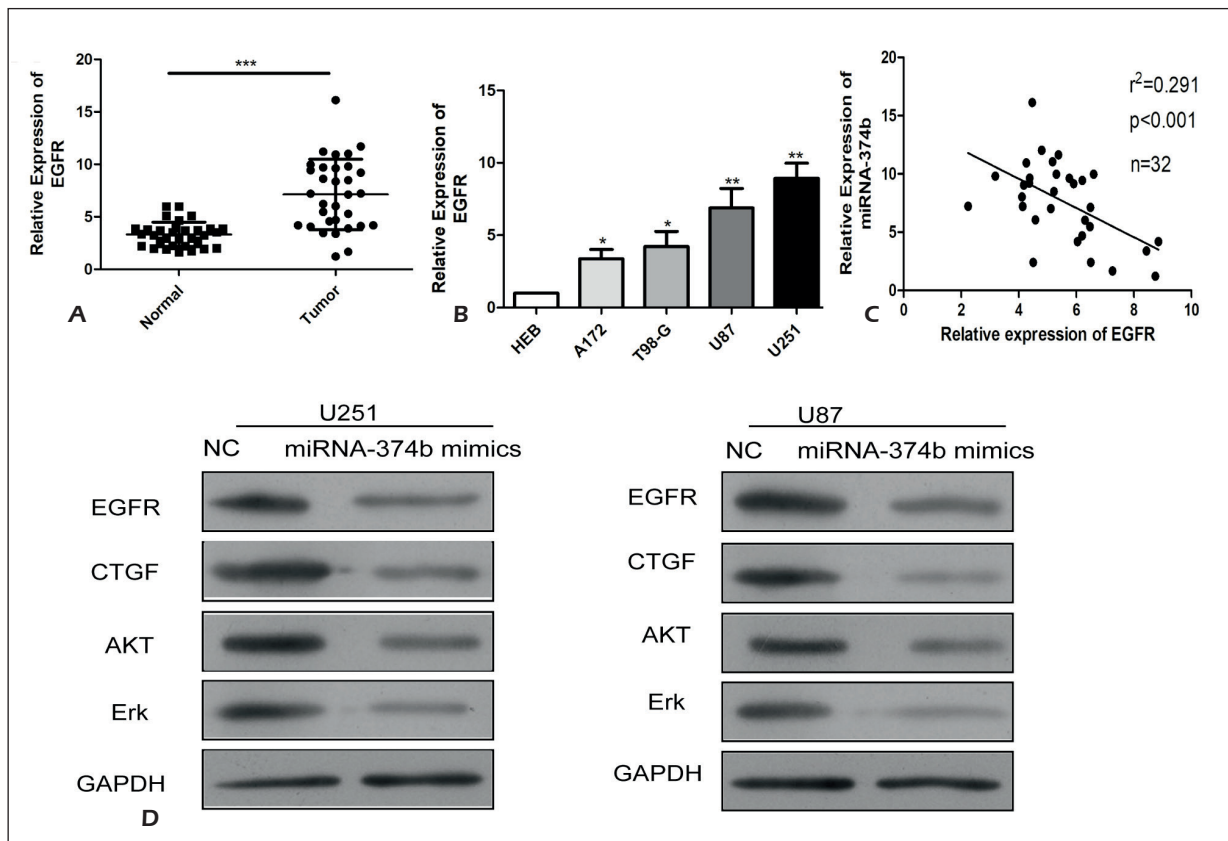 Relative Expression of
EGFR
20
15
10
5
0
***
Normal
Tumor
A
Relative Expression of
EGFR
15
10
5
0
*
*
**
**
HEB
A172
T98-G
U87
U251
B
Relative Expression of
miRNA-374b
20
15
10
5
0
r²=0.291
p<0.001
n=32
0
2
4
6
8
10
Relative expression of EGFR
C
U251
NC miRNA-374b mimics
EGFR
CTGF
AKT
Erk
GAPDH
U87
NC miRNA-374b mimics
EGFR
CTGF
AKT
Erk
GAPDH
D